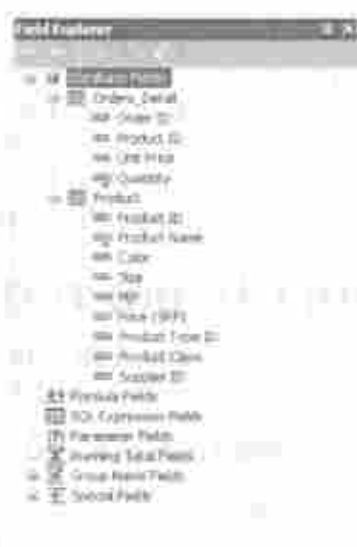 Field Explorer
Database Fields
Orders_Detail
Order ID
Product ID
Unit Price
Quantity
Product
Product ID
Product Name
Color
Size
M/F
Price (SRP)
Product Type ID
Product Class
Supplier ID
Formula Fields
SQL Expression Fields
Parameter Fields
Running Total Fields
Group Name Fields
Special Fields